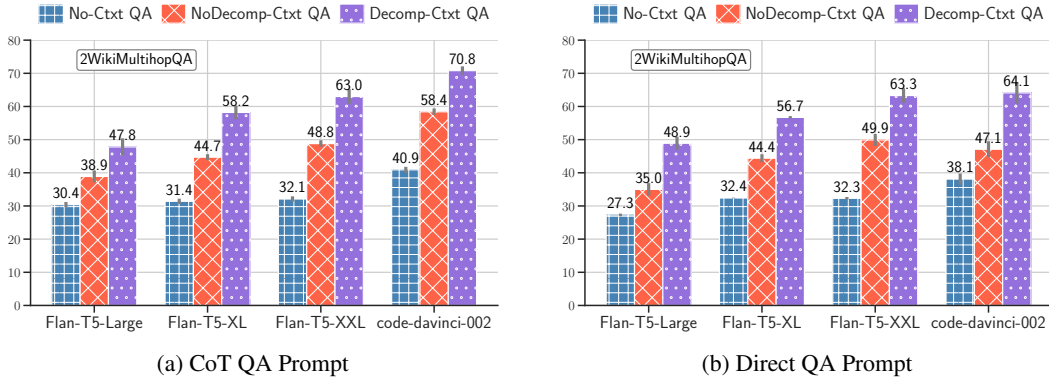 No-Ctxt QA NoDecomp-Ctxt QA Decomp-Ctxt QA
80
70
60
50
40
30
20
10
0
2WikiMultihopQA
30.4 38.9 47.8
31.4 44.7 58.2
32.1 48.8 63.0
40.9 58.4 70.8
Flan-T5-Large Flan-T5-XL Flan-T5-XXL code-davinci-002
(a) CoT QA Prompt
No-Ctxt QA NoDecomp-Ctxt QA Decomp-Ctxt QA
80
70
60
50
40
30
20
10
0
2WikiMultihopQA
27.3 35.0 48.9
32.4 44.4 56.7
32.3 49.9 63.3
38.1 47.1 64.1
Flan-T5-Large Flan-T5-XL Flan-T5-XXL code-davinci-002
(b) Direct QA Prompt